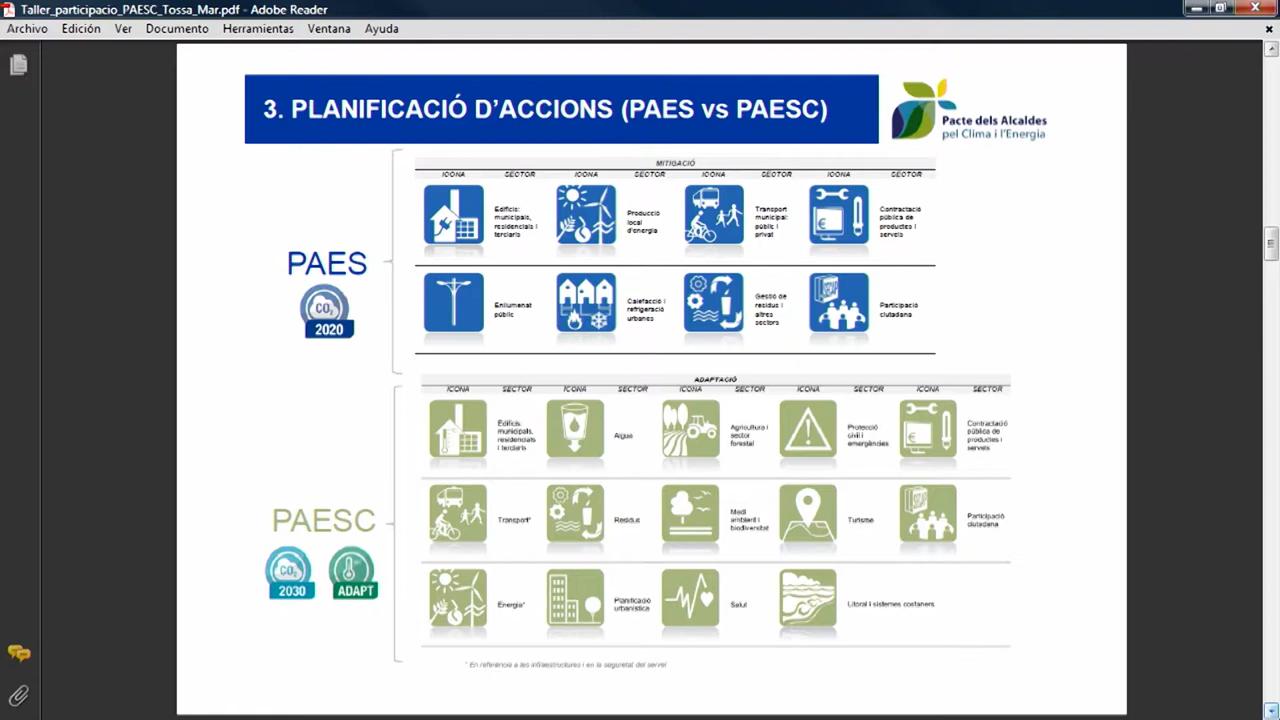 Taller_participacio_PAESC_Tossa_Mar.pdf - Adobe Reader
Archivo Edición Ver Documento Herramientas Ventana Ayuda
3. PLANIFICACIÓ D'ACCIONS (PAES vs PAESC)
Pacte dels Alcaldes
pel Clima i l'Energia
MITIGACIÓ
ICONA SECTOR ICONA SECTOR ICONA SECTOR ICONA SECTOR
Edificis:
municipals,
residencials i
terciaris
Producció
local
d'energia
Transport
municipal:
públic i
privat
Contractació
pública de
productes i
serveis
PAES
CO2
2020
Enllumenat
públic
Calefacció i
refrigeració
urbanes
Gestió de
residus i
altres
sectors
Participació
ciutadana
ADAPTACIÓ
ICONA SECTOR ICONA SECTOR ICONA SECTOR ICONA SECTOR ICONA SECTOR
Edificis:
municipals,
residencials
i terciaris
Aigua
Agricultura i
sector
forestal
Protecció
civil i
emergències
Contractació
pública de
productes i
serveis
PAESC
CO2
2030
ADAPT
Transport*
Residus
Medi
ambient i
biodiversitat
Turisme
Participació
ciutadana
Energia*
Planificació
urbanística
Salut
Litoral i sistemes costaners
* En referència a les infraestructures i en la seguretat del servei